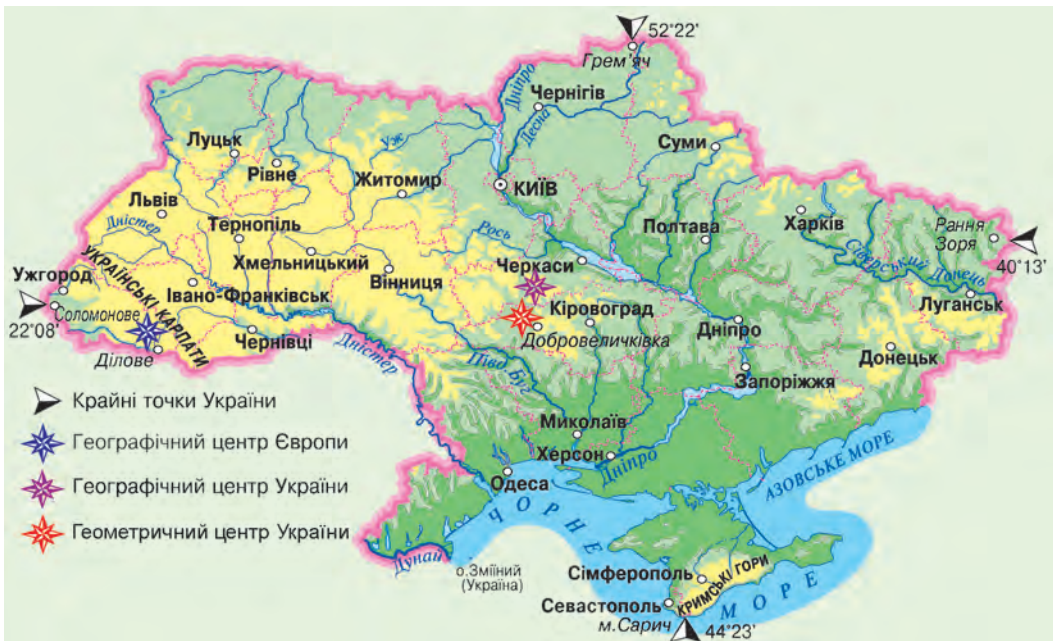 52°22'
Грем'яч
Дніпро
Чернігів
Десна
Суми
Уж
Луцьк
Рівне
Житомир
КИЇВ
Львів
Дністер
Тернопіль
Хмельницький
Вінниця
Рось
Черкаси
Полтава
Харків
Рання
Зоря
40°13'
Сіверський Донець
Луганськ
Ужгород
22°08'
Соломонове
УКРАЇНСЬКІ КАРПАТИ
Івано-Франківськ
Чернівці
Ділове
Дністер
Півд. Буг
Кіровоград
Добровеличківка
Дніпро
Запоріжжя
Донецьк
Миколаїв
Херсон
Дніпро
Одеса
АЗОВСЬКЕ МОРЕ
ЧОРНЕ
МОРЕ
Дунай
о.Зміїний
(Україна)
Сімферополь
КРИМСЬКІ ГОРИ
Севастополь
м.Сарич
44°23'
Крайні точки України
Географічний центр Європи
Географічний центр України
Геометричний центр України